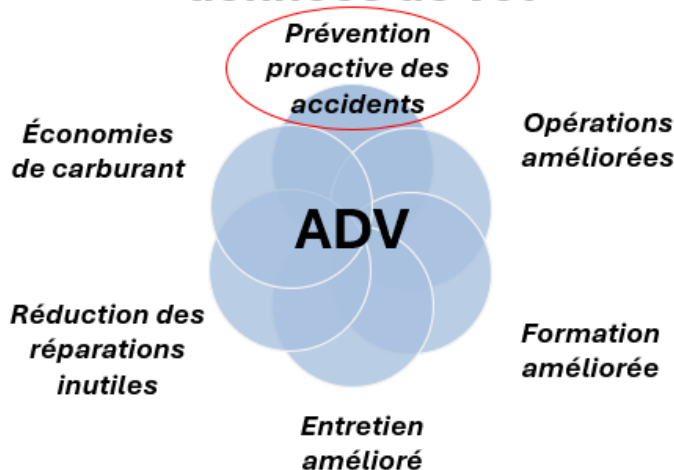 Prévention
proactive des
accidents
Économies
de carburant
Opérations
améliorées
ADV
Réduction des
réparations
inutiles
Formation
améliorée
Entretien
amélioré